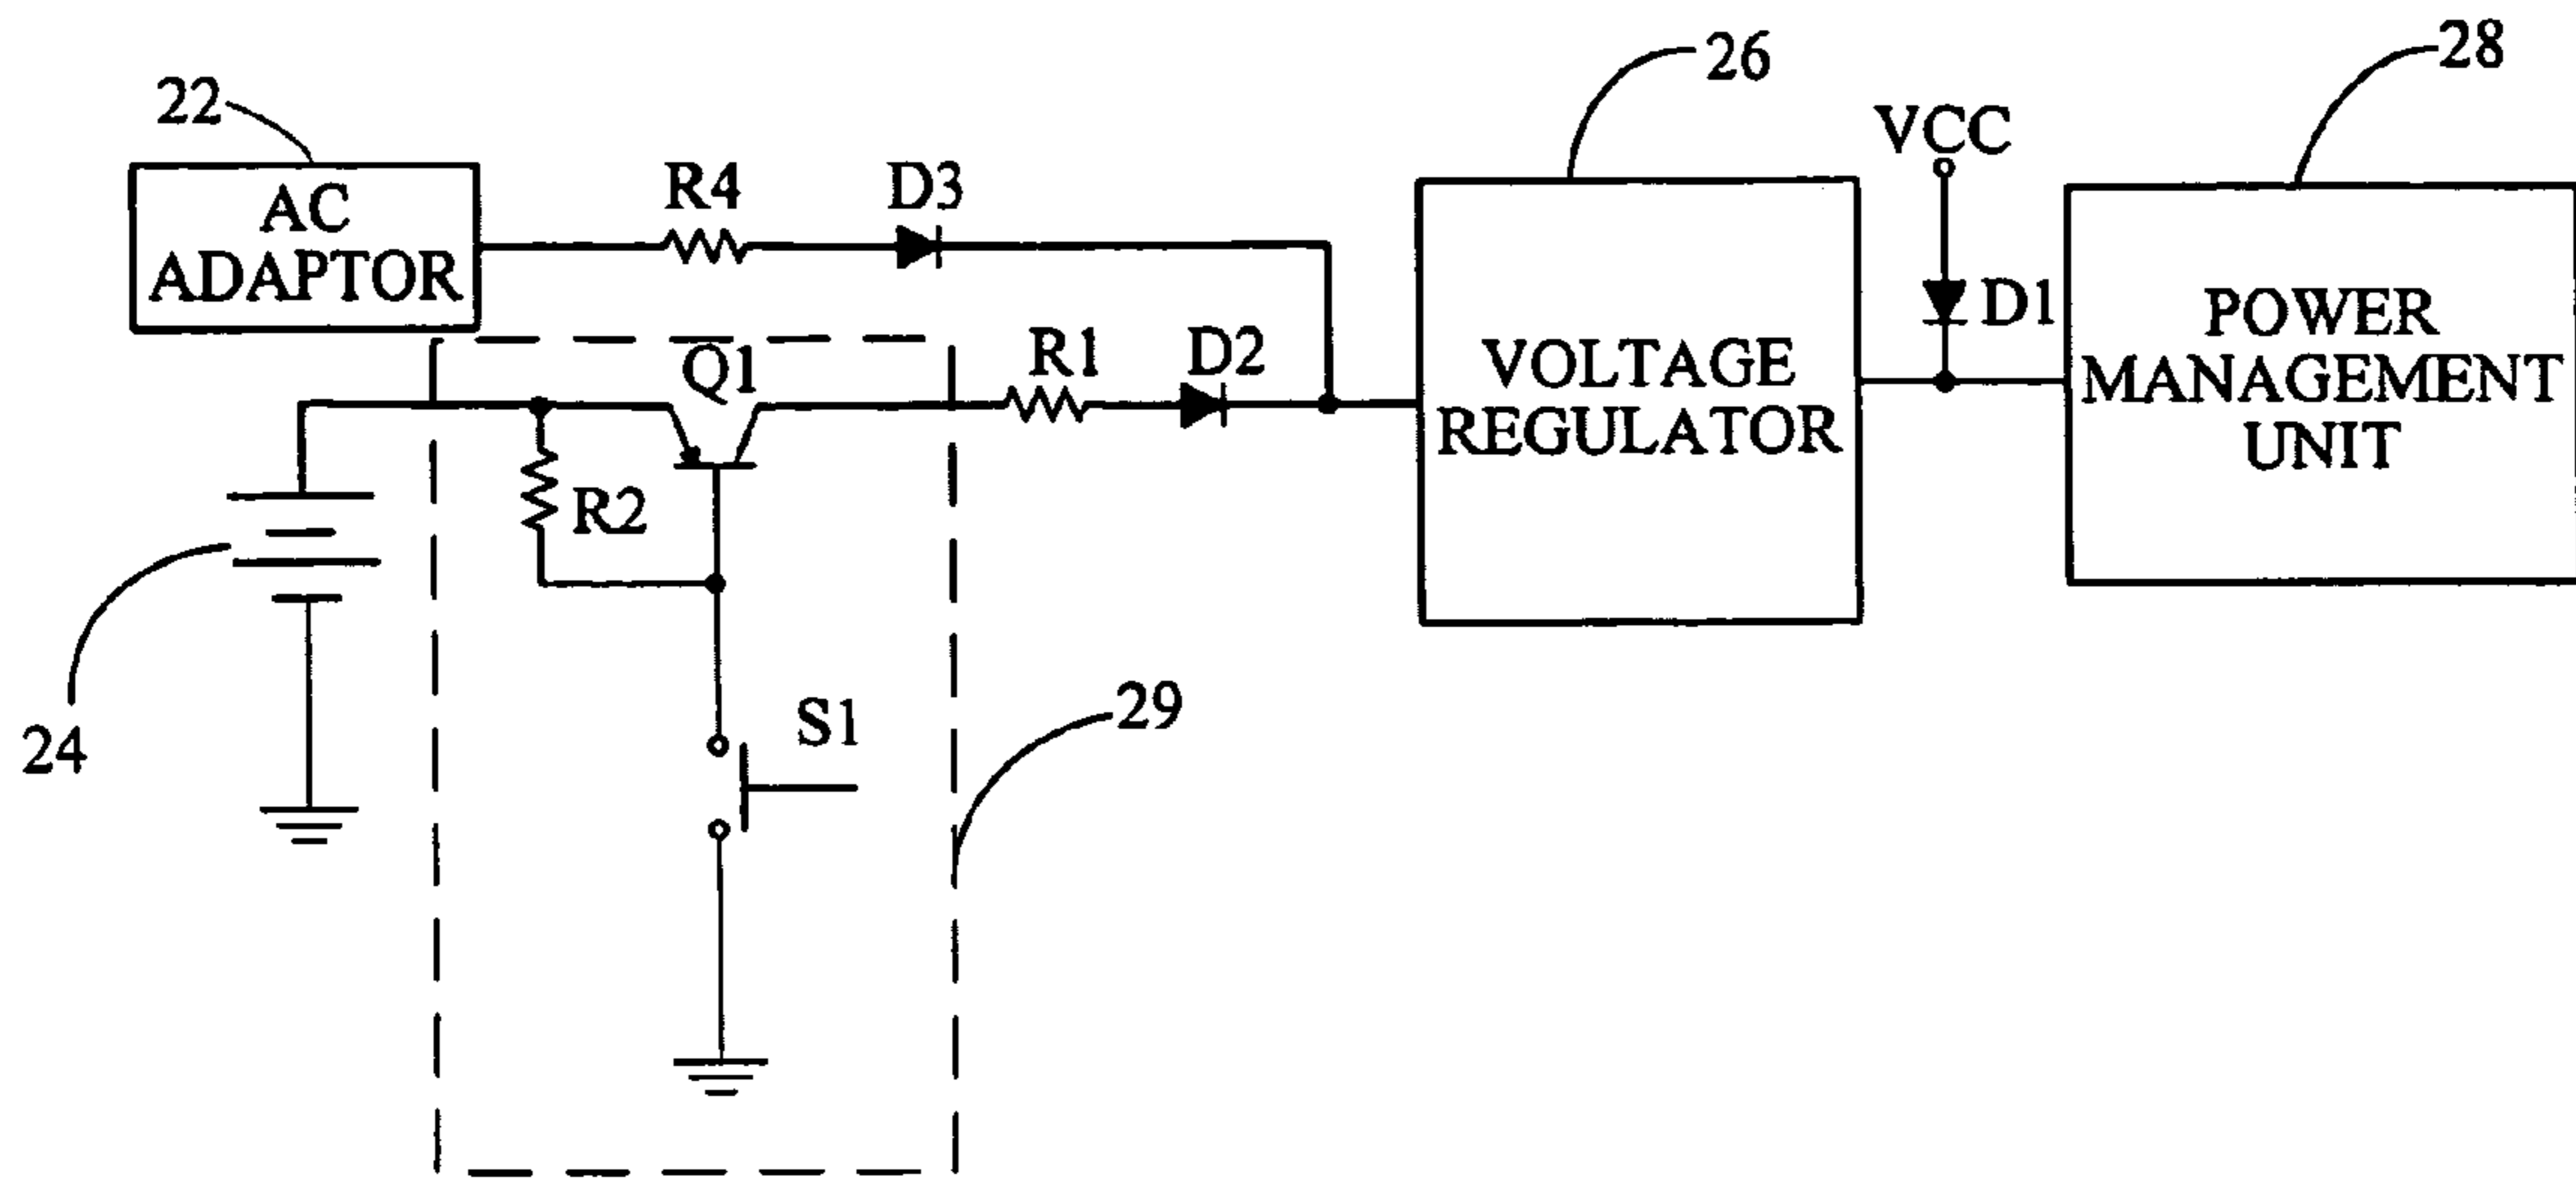 28
26
VCC
22
AC
ADAPTOR
R4
D3
D1
POWER
MANAGEMENT
UNIT
Q1
R1
D2
VOLTAGE
REGULATOR
R2
24
S1
29